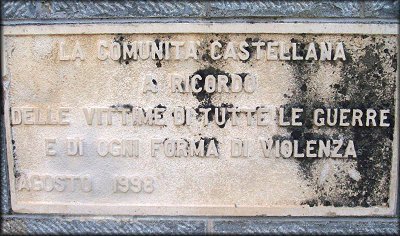 LA COMUNITA CASTELLANA
A RICORDO
DELLE VITTIME DI TUTTE LE GUERRE
E DI OGNI FORMA DI VIOLENZA
AGOSTO 1998